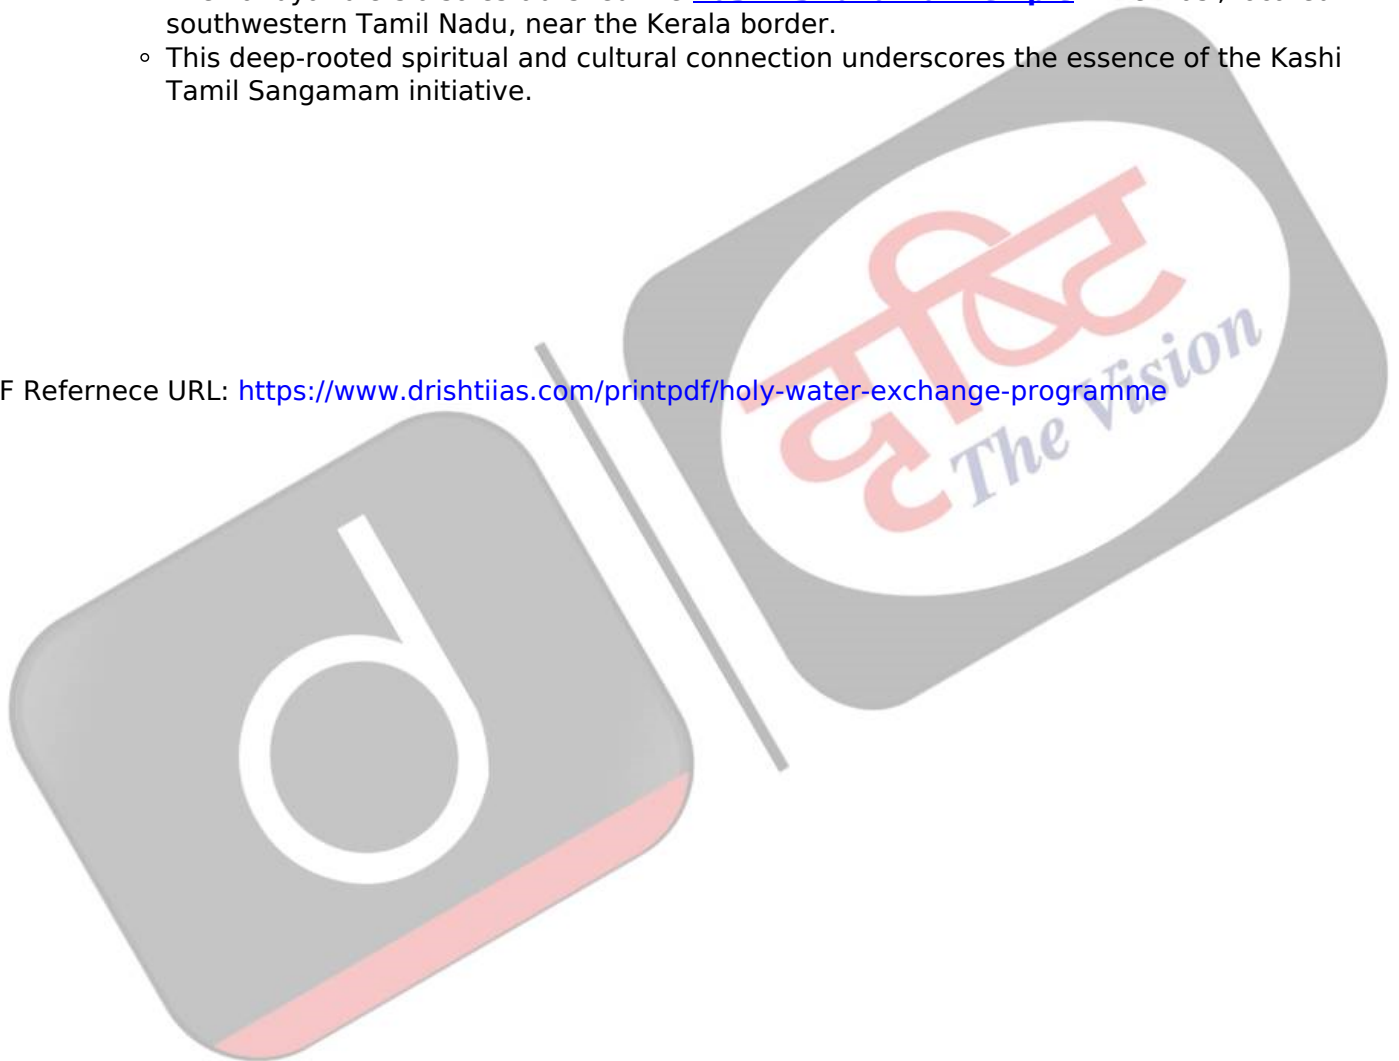 southwestern Tamil Nadu, near the Kerala border.
This deep-rooted spiritual and cultural connection underscores the essence of the Kashi
Tamil Sangamam initiative.
F Refernece URL: https://www.drishtiias.com/printpdf/holy-water-exchange-programme
दृष्टि
The Vision
d